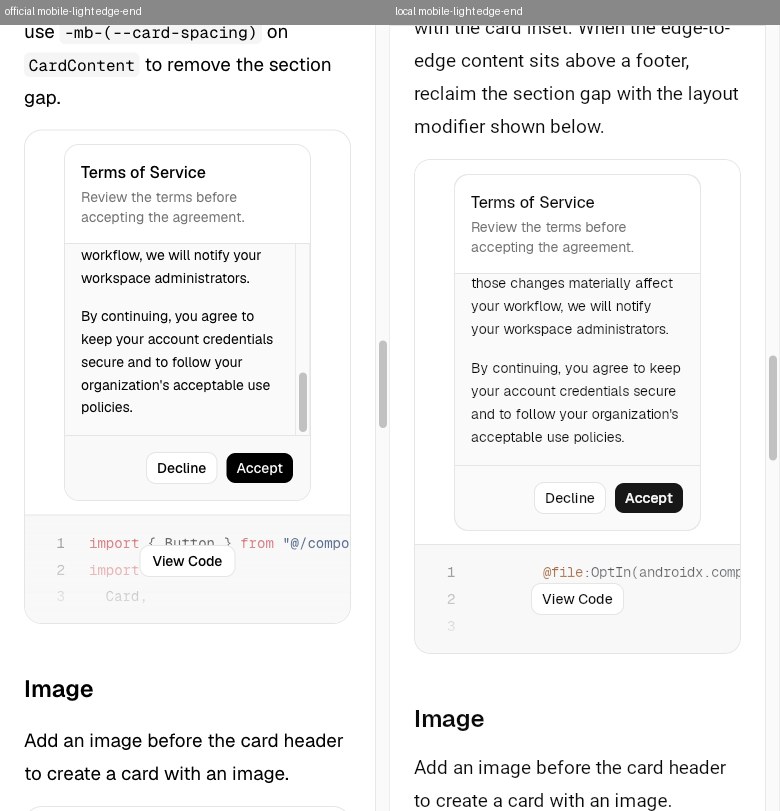 official mobile-light edge-end
use -mb-(--card-spacing) on
CardContent to remove the section
gap.
Terms of Service
Review the terms before
accepting the agreement.
workflow, we will notify your
workspace administrators.
By continuing, you agree to
keep your account credentials
secure and to follow your
organization's acceptable use
policies.
Decline
Accept
1 import { Button } from "@/compo
2 import
View Code
3 Card,
Image
Add an image before the card header
to create a card with an image.
local mobile-light edge-end
with the card inset. When the edge-to-
edge content sits above a footer,
reclaim the section gap with the layout
modifier shown below.
Terms of Service
Review the terms before
accepting the agreement.
those changes materially affect
your workflow, we will notify
your workspace administrators.
By continuing, you agree to keep
your account credentials secure
and to follow your organization's
acceptable use policies.
Decline
Accept
1 @file:OptIn(androidx.comp
2
View Code
3
Image
Add an image before the card header
to create a card with an image.